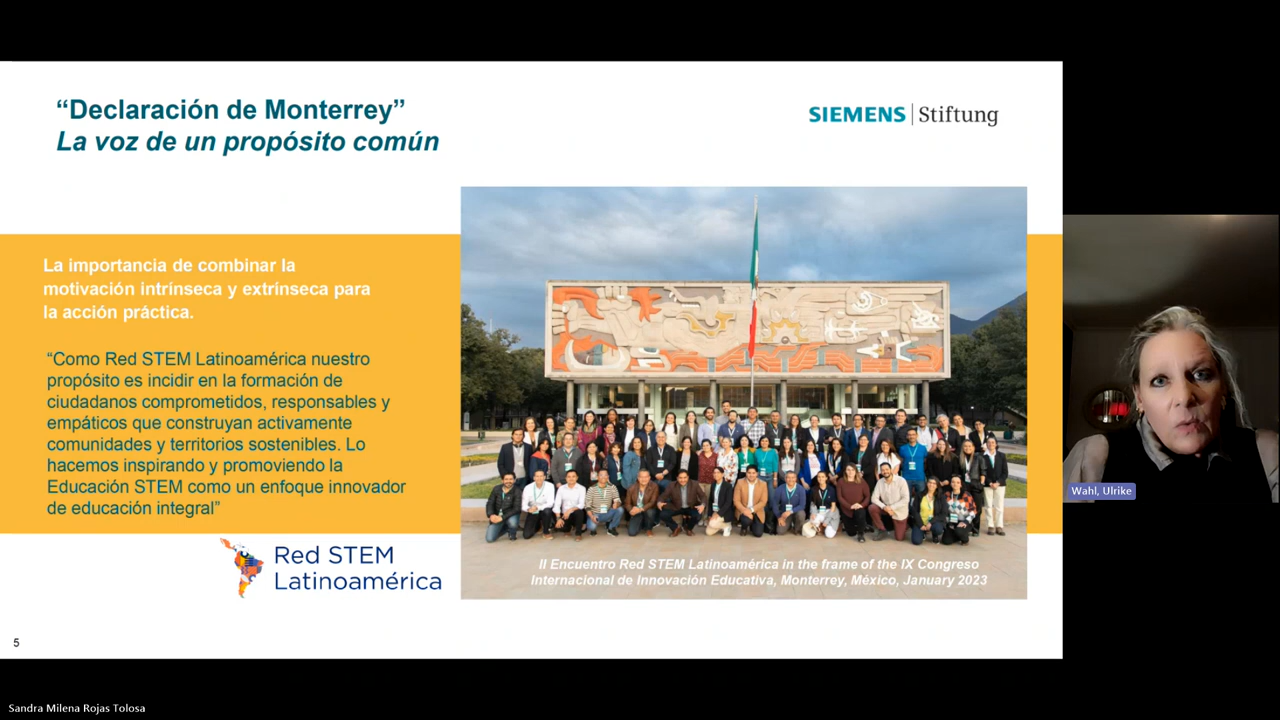 “Declaración de Monterrey”
La voz de un propósito común
SIEMENS | Stiftung
La importancia de combinar la
motivación intrínseca y extrínseca para
la acción práctica.
“Como Red STEM Latinoamérica nuestro
propósito es incidir en la formación de
ciudadanos comprometidos, responsables y
empáticos que construyan activamente
comunidades y territorios sostenibles. Lo
hacemos inspirando y promoviendo la
Educación STEM como un enfoque innovador
de educación integral”
Red STEM
Latinoamérica
II Encuentro Red STEM Latinoamérica in the frame of the IX Congreso
Internacional de Innovación Educativa, Monterrey, México, January 2023
5
Wahl, Ulrike
Sandra Milena Rojas Tolosa